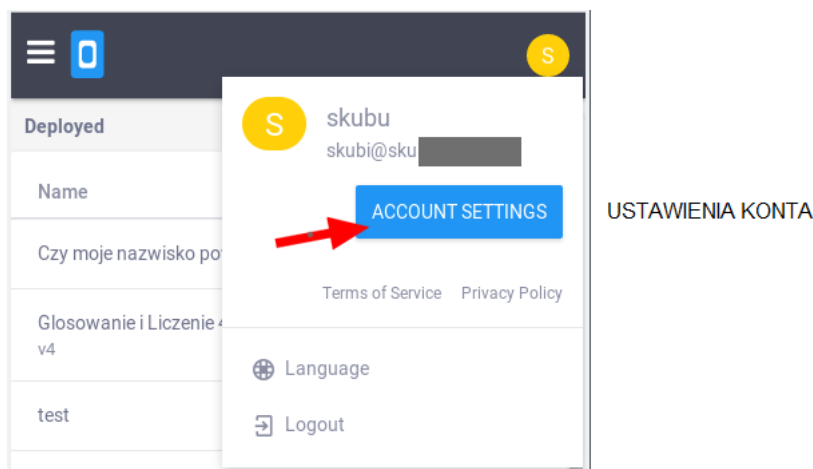 S
Deployed
S
skubu
skubi@sku
Name
ACCOUNT SETTINGS
USTAWIENIA KONTA
Czy moje nazwisko po
Terms of Service Privacy Policy
Glosowanie i Liczenie 4
v4
Language
test
Logout